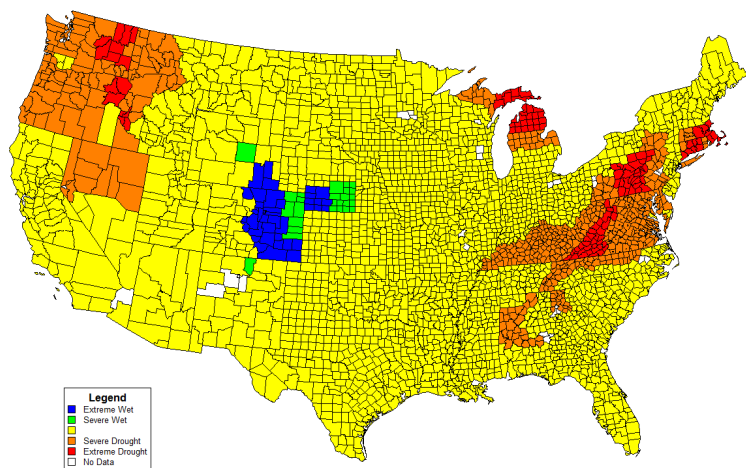 Legend
Extreme Wet
Severe Wet
Severe Drought
Extreme Drought
No Data